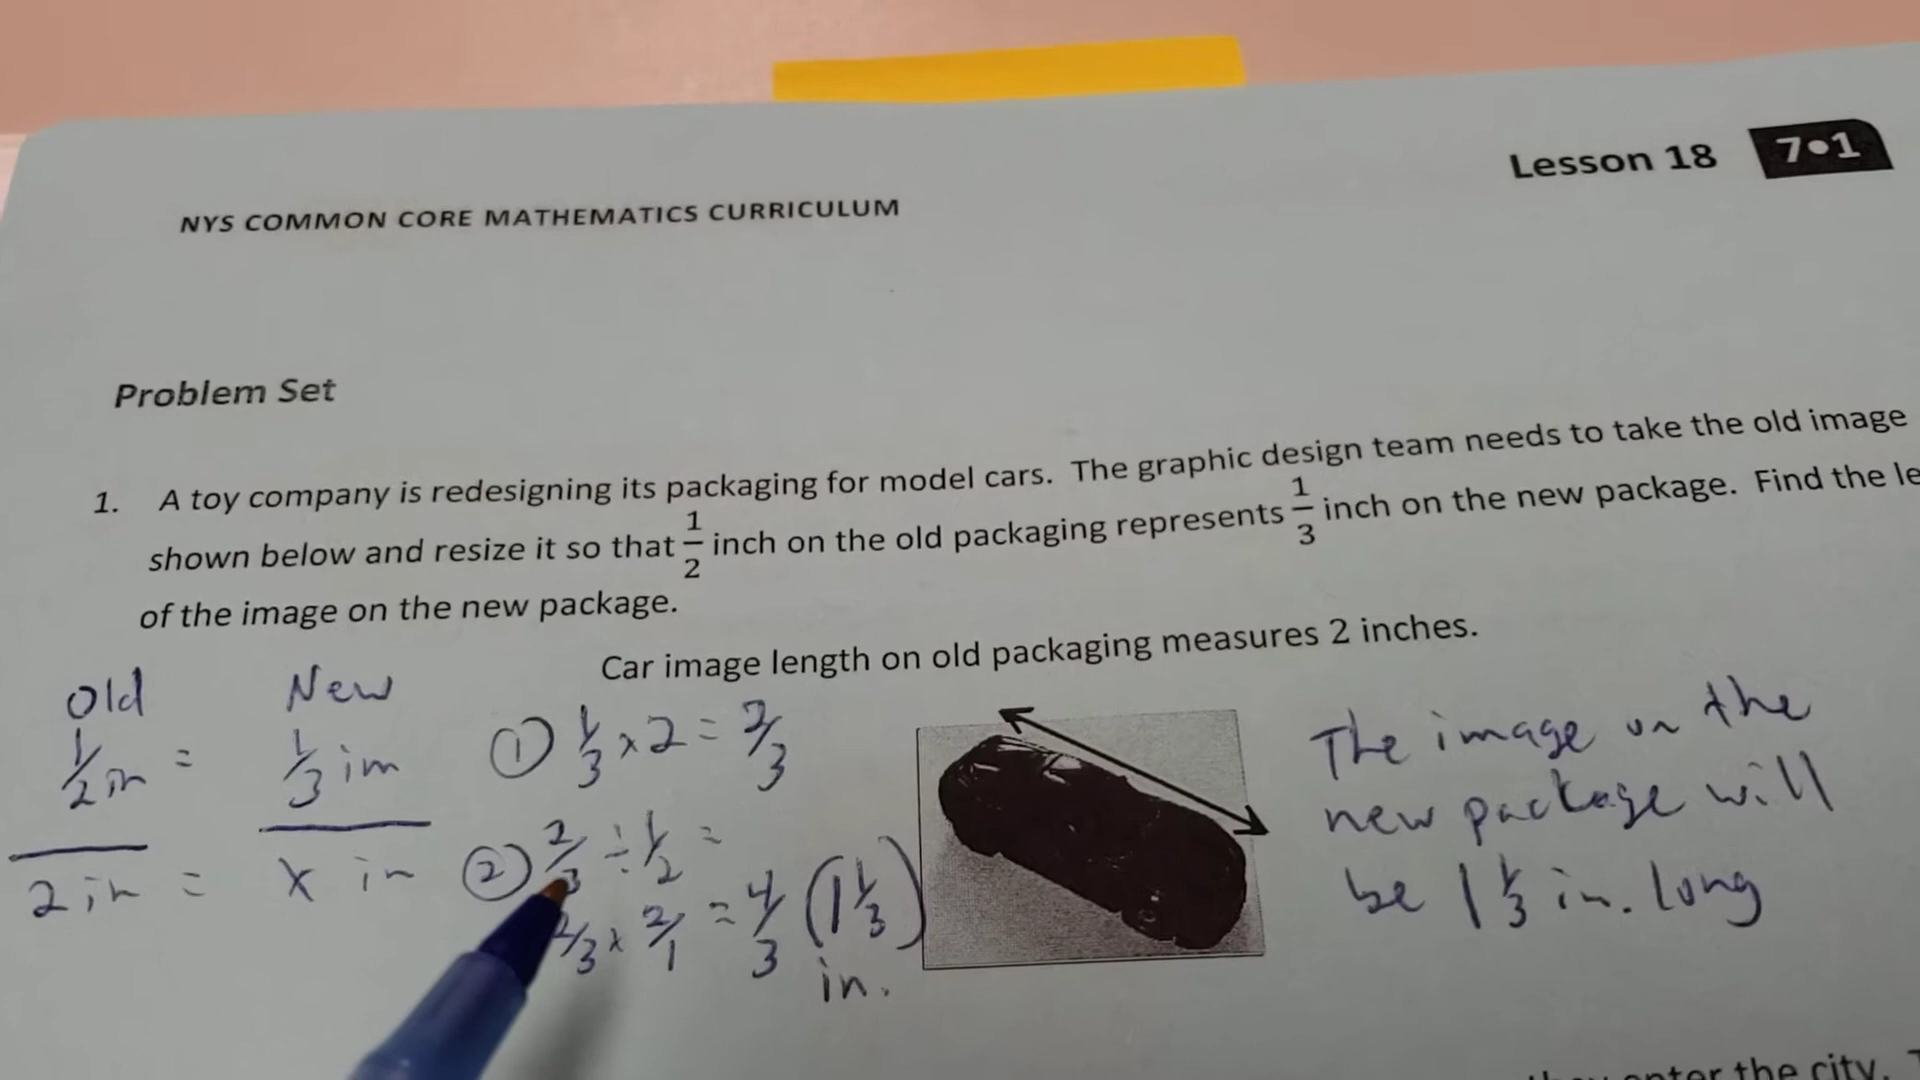 Lesson 18 7•1
NYS COMMON CORE MATHEMATICS CURRICULUM
Problem Set
1. A toy company is redesigning its packaging for model cars. The graphic design team needs to take the old image
shown below and resize it so that 1/2 inch on the old packaging represents 1/3 inch on the new package. Find the le
of the image on the new package.
Car image length on old packaging measures 2 inches.
Old New
1/2 in = 1/3 in
2 in = x in
① 1/3 x 2 = 2/3
② 2/3 ÷ 1/2 =
2/3 x 2/1 = 4/3 (1 1/3)
in.
The image on the
new package will
be 1 1/3 in. long
enter the city.